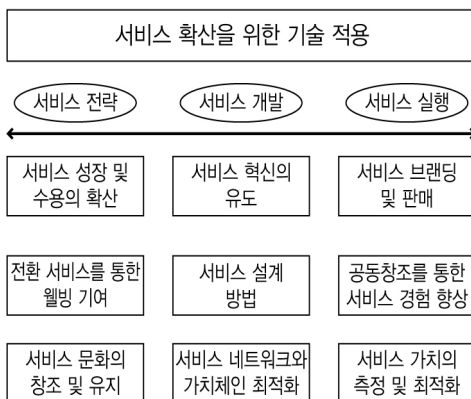 서비스 확산을 위한 기술 적용
서비스 전략 서비스 개발 서비스 실행
서비스 성장 및
수용의 확산
서비스 혁신의
유도
서비스 브랜딩
및 판매
전환 서비스를 통한
웰빙 기여
서비스 설계
방법
공동창조를 통한
서비스 경험 향상
서비스 문화의
창조 및 유지
서비스 네트워크와
가치체인 최적화
서비스 가치의
측정 및 최적화